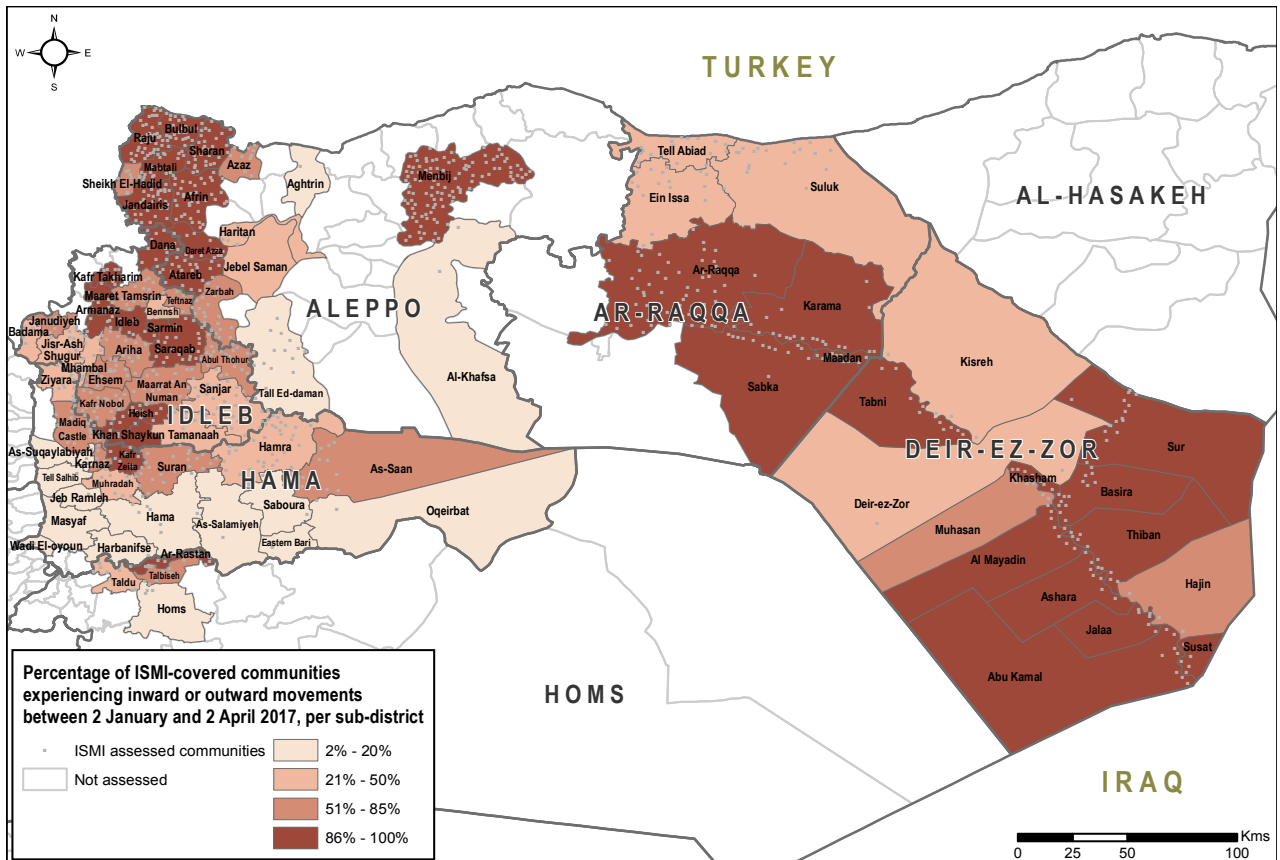 N
W E
S
TURKEY
Bulbul
Raju
Sharan
Azaz
Mabtali
Sheikh El-Hadid
Afrin
Jandairis
Aghtrin
Menbij
Tell Abiad
Suluk
Ein Issa
AL-HASAKEH
Haritan
Dana
Daret Azza
Jebel Saman
Atareb
Kafr Takharim
Zarbah
Maaret Tamsrin
Teftnaz
Armanaz
Bennsh
ALEPPO
Ar-Raqqa
Karama
AR-RAQQA
Janudiyeh
Idleb
Sarmin
Badama
Jisr-Ash
Shugur
Ariha
Saraqab
Abul Thohur
Maadan
Kisreh
Mhambal
Ziyara
Ehsem
Maarrat An
Numan
Sanjar
Tall Ed-daman
Al-Khafsa
Sabka
Tabni
Kafr Nobol
Heish
IDLEB
Madiq
Castle
Khan Shaykun
Tamanaah
As-Suqaylabiyah
Karnaz
Kafr
Zeita
Suran
Hamra
As-Saan
DEIR-EZ-ZOR
Sur
Tell Salhib
Muhradah
HAMA
Khasham
Basira
Jeb Ramleh
Hama
As-Salamiyeh
Saboura
Oqeirbat
Deir-ez-Zor
Muhasan
Thiban
Masyaf
Wadi El-oyoun
Harbanifse
Eastern Bari
Ar-Rastan
Al Mayadin
Taldu
Talbiseh
Ashara
Hajin
Homs
Jalaa
Susat
Abu Kamal
HOMS
IRAQ
Percentage of ISMI-covered communities
experiencing inward or outward movements
between 2 January and 2 April 2017, per sub-district
ISMI assessed communities
Not assessed
2% - 20%
21% - 50%
51% - 85%
86% - 100%
Kms
0 25 50 100